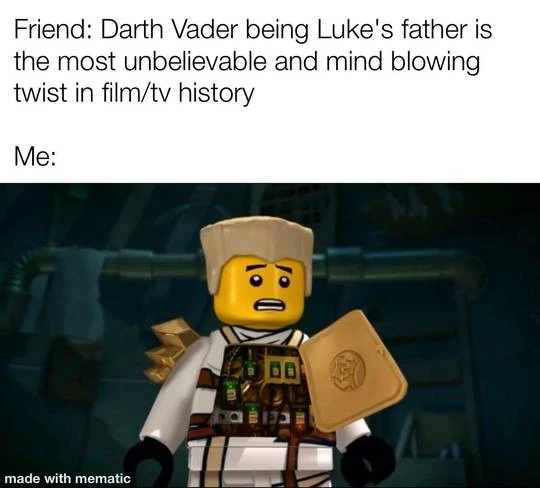 Friend: Darth Vader being Luke's father is
the most unbelievable and mind blowing
twist in film/tv history
Me:
made with mematic